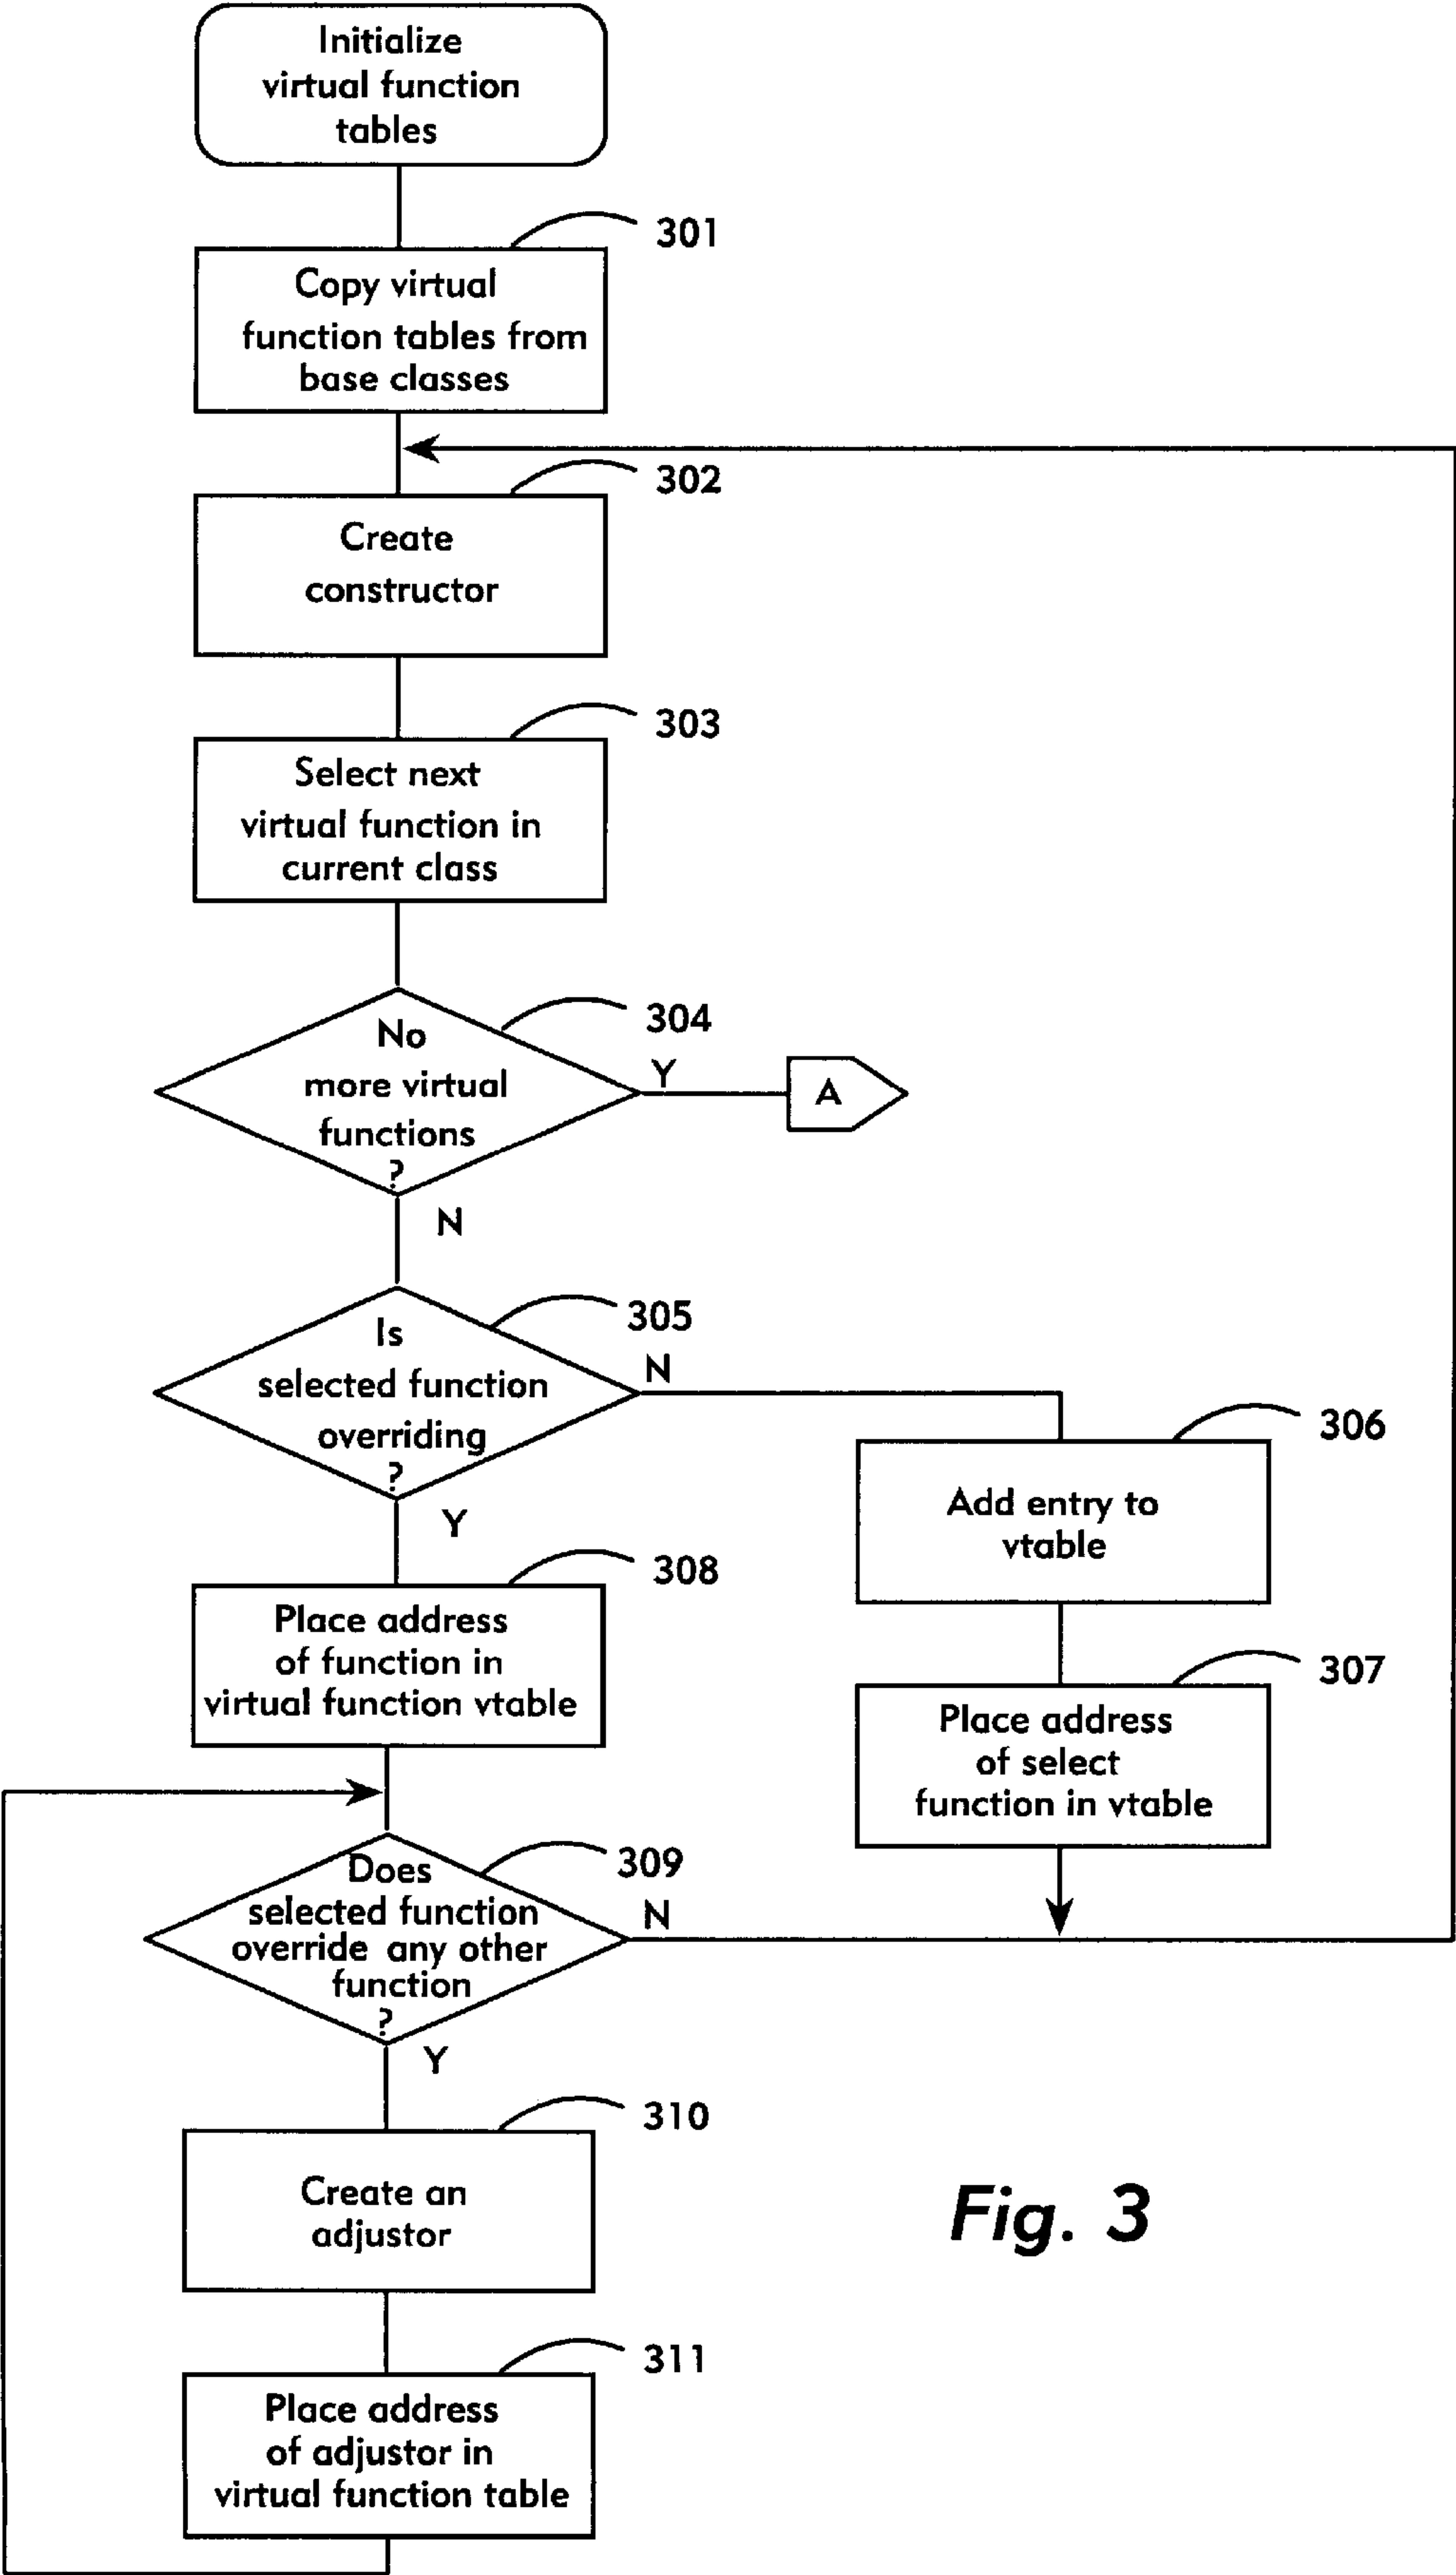 Initialize
virtual function
tables
301
Copy virtual
function tables from
base classes
302
Create
constructor
303
Select next
virtual function in
current class
304
No
more virtual
functions
?
Y
A
N
305
Is
selected function
overriding
?
N
306
Add entry to
vtable
Y
308
Place address
of function in
virtual function vtable
307
Place address
of select
function in vtable
309
Does
selected function
override any other
function
?
N
Y
310
Create an
adjustor
Fig. 3
311
Place address
of adjustor in
virtual function table